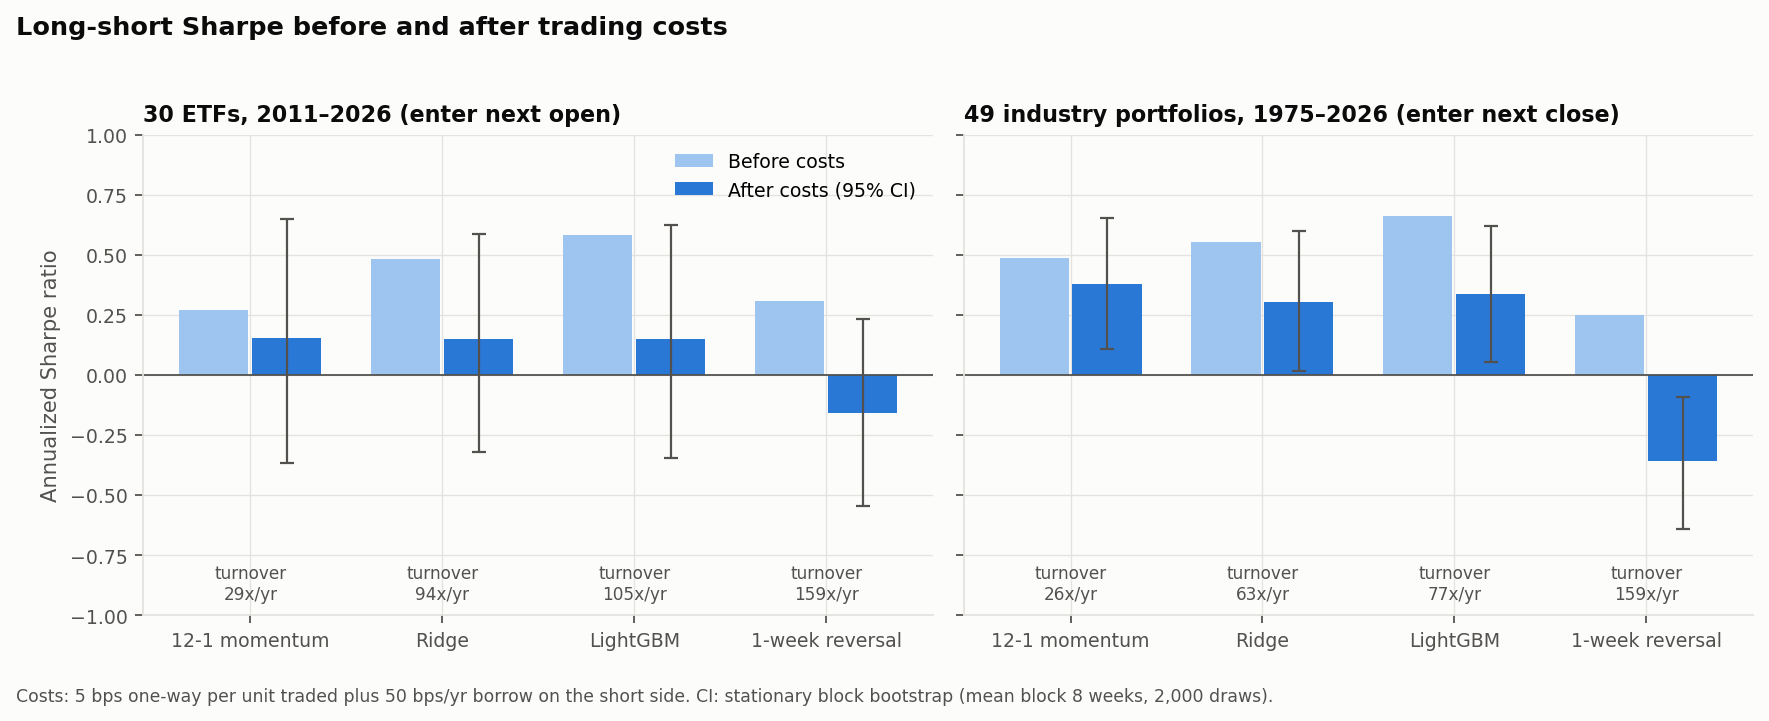 Long-short Sharpe before and after trading costs
30 ETFs, 2011–2026 (enter next open)
49 industry portfolios, 1975–2026 (enter next close)
Before costs
After costs (95% CI)
Annualized Sharpe ratio
1.00
0.75
0.50
0.25
0.00
−0.25
−0.50
−0.75
−1.00
turnover
29x/yr
turnover
94x/yr
turnover
105x/yr
turnover
159x/yr
turnover
26x/yr
turnover
63x/yr
turnover
77x/yr
turnover
159x/yr
12-1 momentum
Ridge
LightGBM
1-week reversal
12-1 momentum
Ridge
LightGBM
1-week reversal
Costs: 5 bps one-way per unit traded plus 50 bps/yr borrow on the short side. CI: stationary block bootstrap (mean block 8 weeks, 2,000 draws).